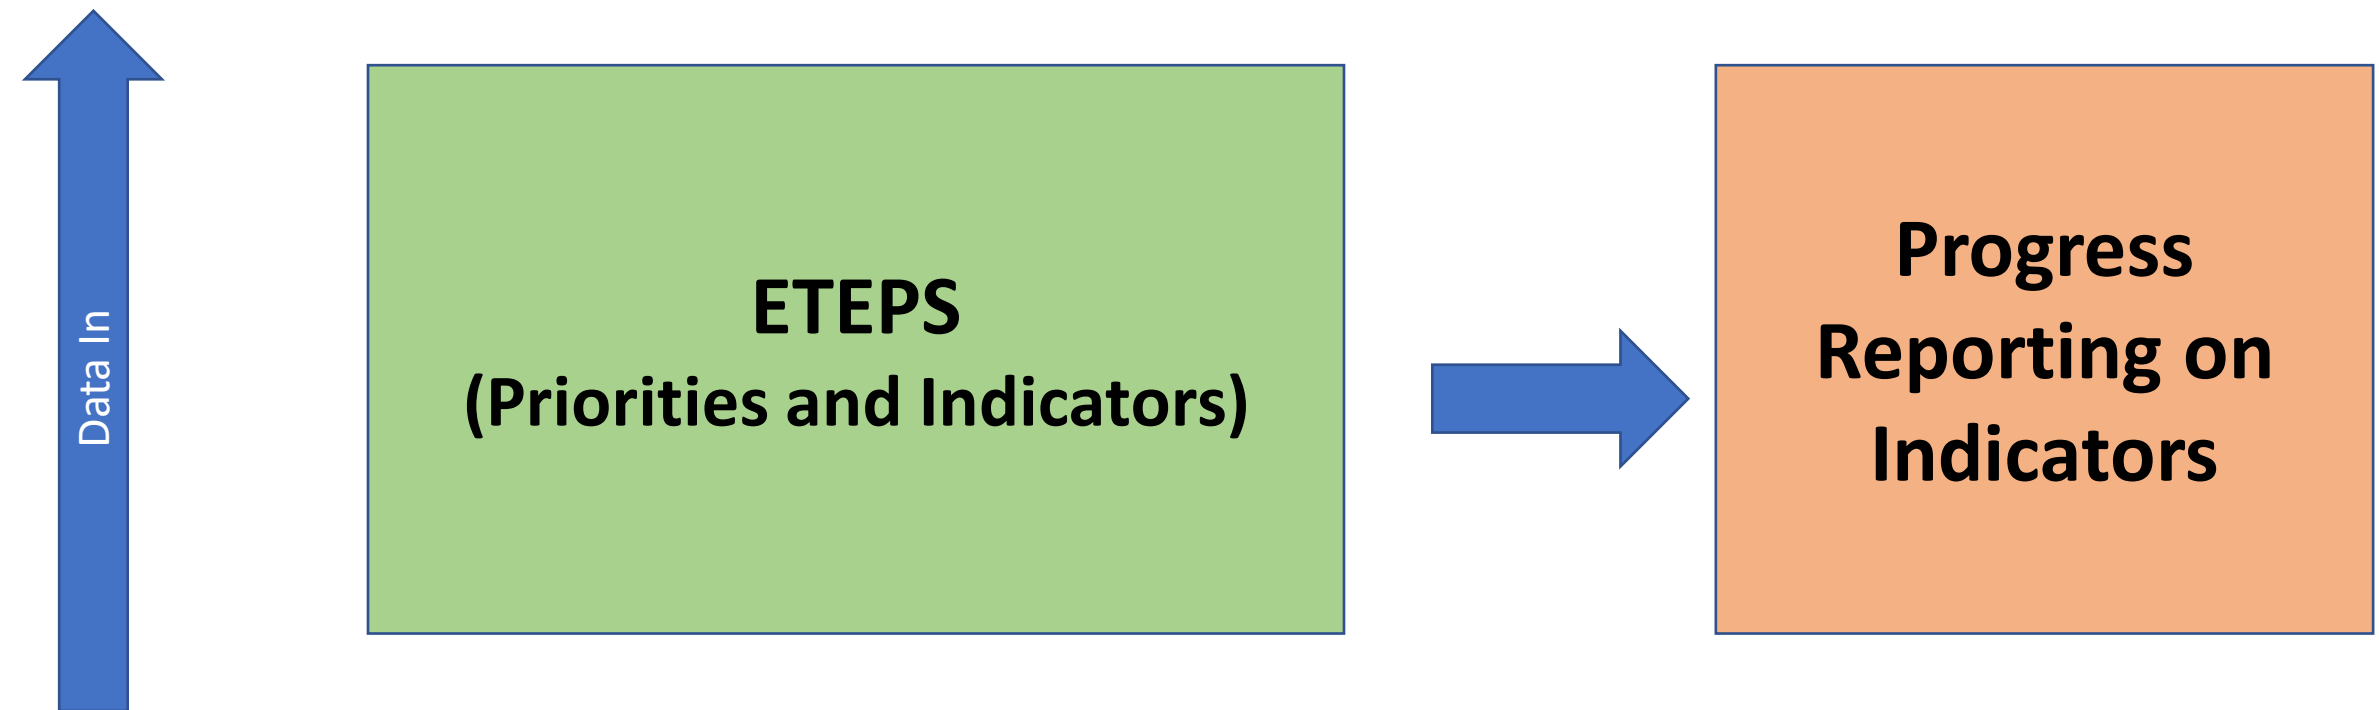 Data In
ETEPS
(Priorities and Indicators)
Progress
Reporting on
Indicators